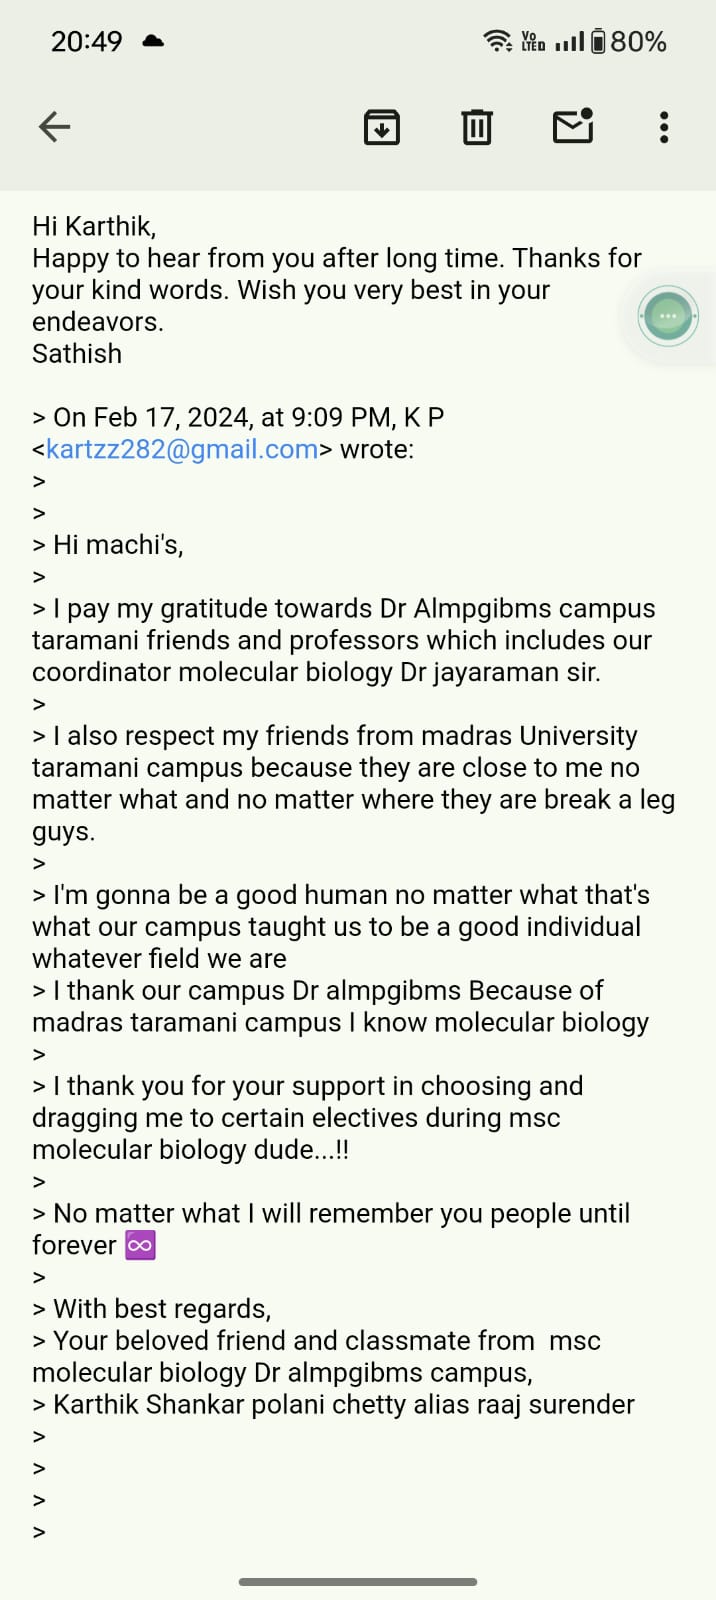 20:49
Vo LTED 80%
Hi Karthik,
Happy to hear from you after long time. Thanks for
your kind words. Wish you very best in your
endeavors.
Sathish
> On Feb 17, 2024, at 9:09 PM, K P
<kartzz282@gmail.com> wrote:
>
>
> Hi machi's,
>
> I pay my gratitude towards Dr Almpgibms campus
taramani friends and professors which includes our
coordinator molecular biology Dr jayaraman sir.
>
> I also respect my friends from madras University
taramani campus because they are close to me no
matter what and no matter where they are break a leg
guys.
>
> I'm gonna be a good human no matter what that's
what our campus taught us to be a good individual
whatever field we are
> I thank our campus Dr almpgibms Because of
madras taramani campus I know molecular biology
>
> I thank you for your support in choosing and
dragging me to certain electives during msc
molecular biology dude...!!
>
> No matter what I will remember you people until
forever ♾️
>
> With best regards,
> Your beloved friend and classmate from  msc
molecular biology Dr almpgibms campus,
> Karthik Shankar polani chetty alias raaj surender
>
>
>
>